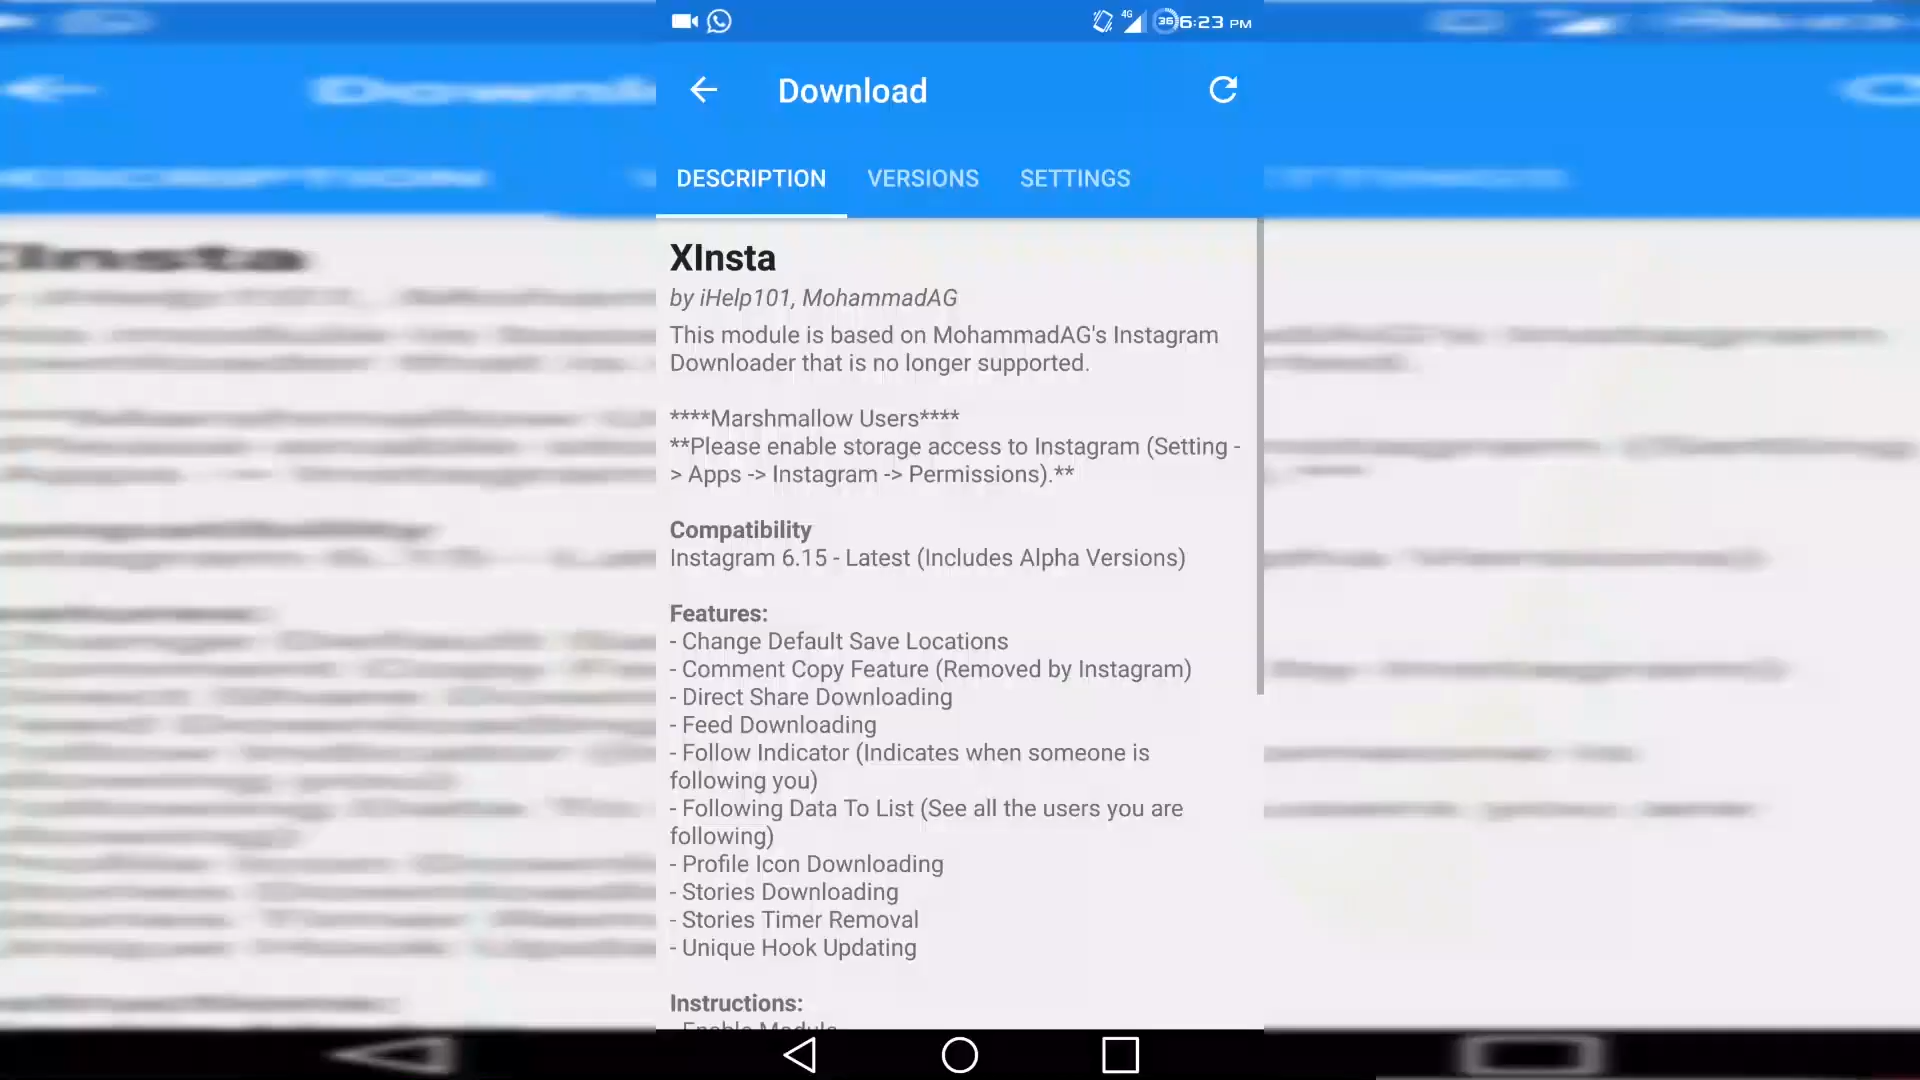 4G 36 6:23 PM
Download
DESCRIPTION VERSIONS SETTINGS
XInsta
by iHelp101, MohammadAG
This module is based on MohammadAG's Instagram
Downloader that is no longer supported.
****Marshmallow Users****
**Please enable storage access to Instagram (Setting -
> Apps -> Instagram -> Permissions).**
Compatibility
Instagram 6.15 - Latest (Includes Alpha Versions)
Features:
- Change Default Save Locations
- Comment Copy Feature (Removed by Instagram)
- Direct Share Downloading
- Feed Downloading
- Follow Indicator (Indicates when someone is
following you)
- Following Data To List (See all the users you are
following)
- Profile Icon Downloading
- Stories Downloading
- Stories Timer Removal
- Unique Hook Updating
Instructions:
- Enable Module